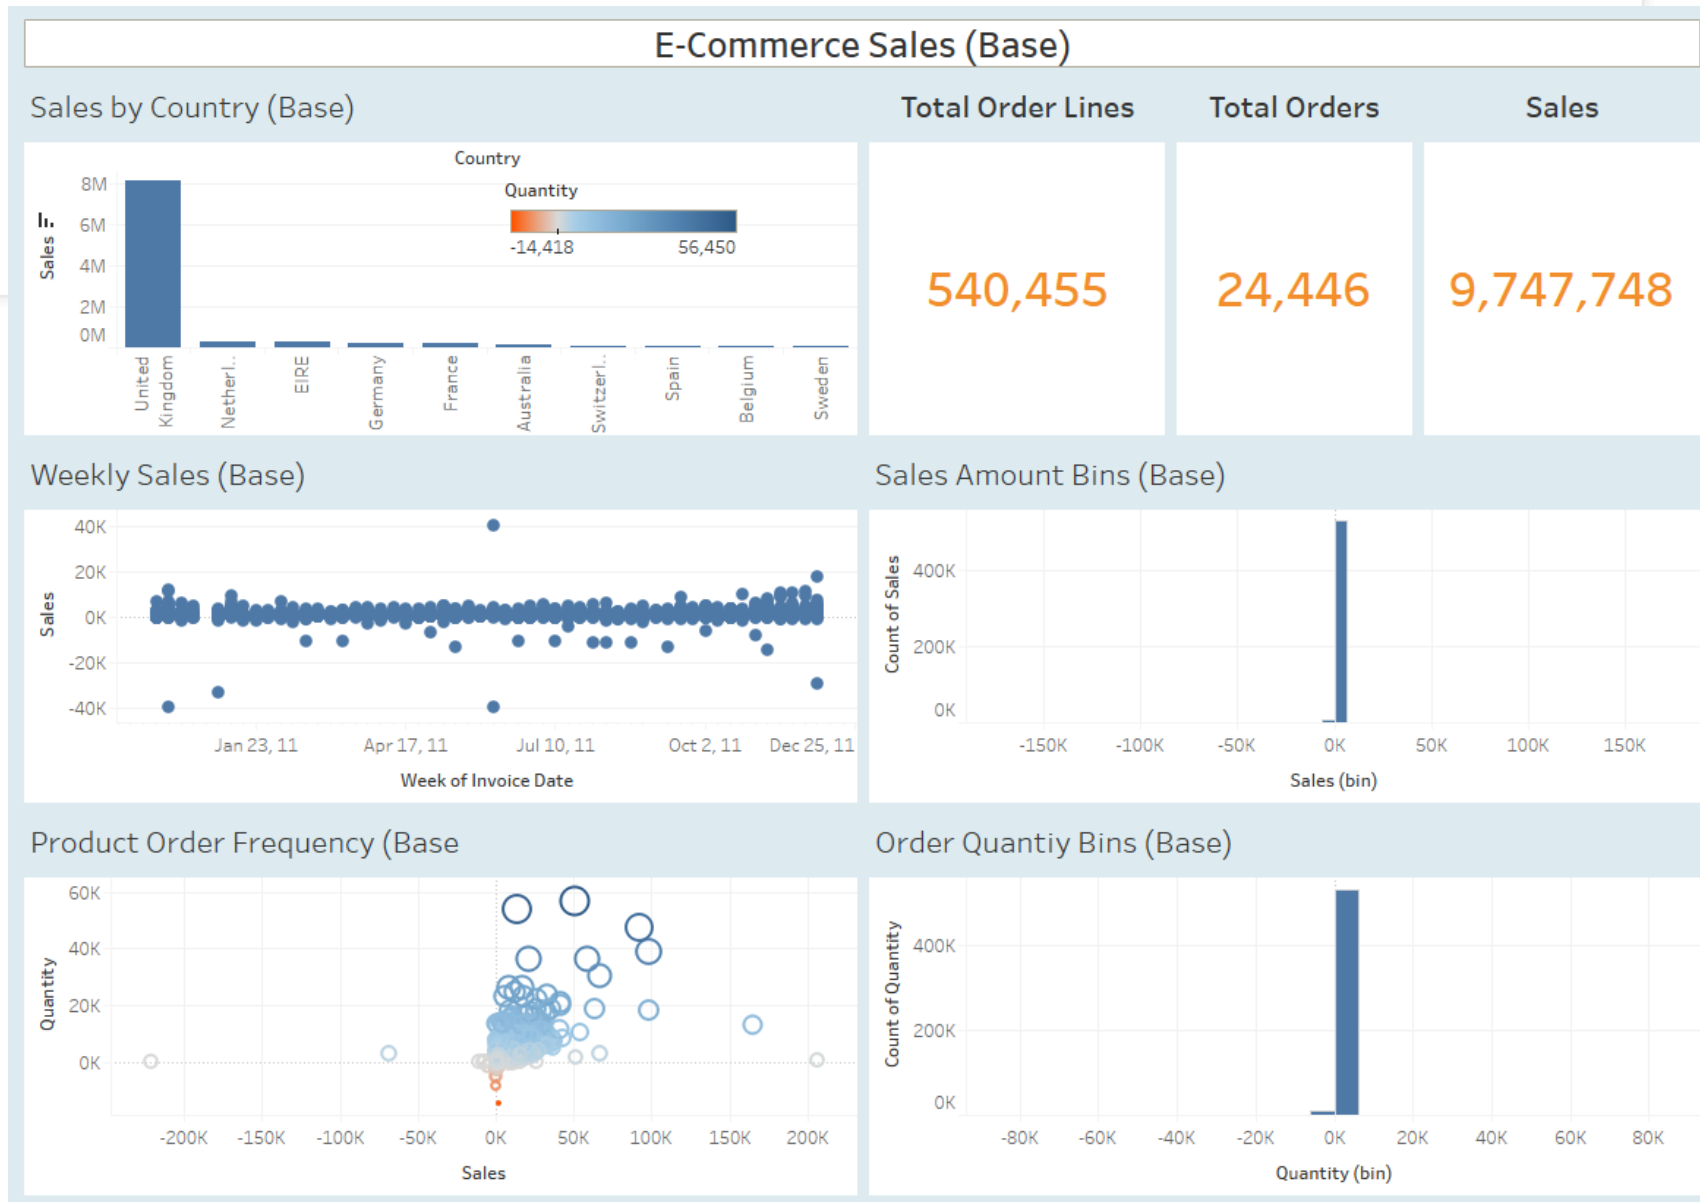 E-Commerce Sales (Base)
Sales by Country (Base)
Total Order Lines
Total Orders
Sales
Country
Quantity
-14,418
56,450
Sales
8M
6M
4M
2M
0M
United Kingdom
Netherl..
EIRE
Germany
France
Australia
Switzerl..
Spain
Belgium
Sweden
540,455
24,446
9,747,748
Weekly Sales (Base)
Sales
40K
20K
0K
-20K
-40K
Jan 23, 11
Apr 17, 11
Jul 10, 11
Oct 2, 11
Dec 25, 11
Week of Invoice Date
Sales Amount Bins (Base)
Count of Sales
400K
200K
0K
-150K
-100K
-50K
0K
50K
100K
150K
Sales (bin)
Product Order Frequency (Base
Quantity
60K
40K
20K
0K
-200K
-150K
-100K
-50K
0K
50K
100K
150K
200K
Sales
Order Quantiy Bins (Base)
Count of Quantity
400K
200K
0K
-80K
-60K
-40K
-20K
0K
20K
40K
60K
80K
Quantity (bin)